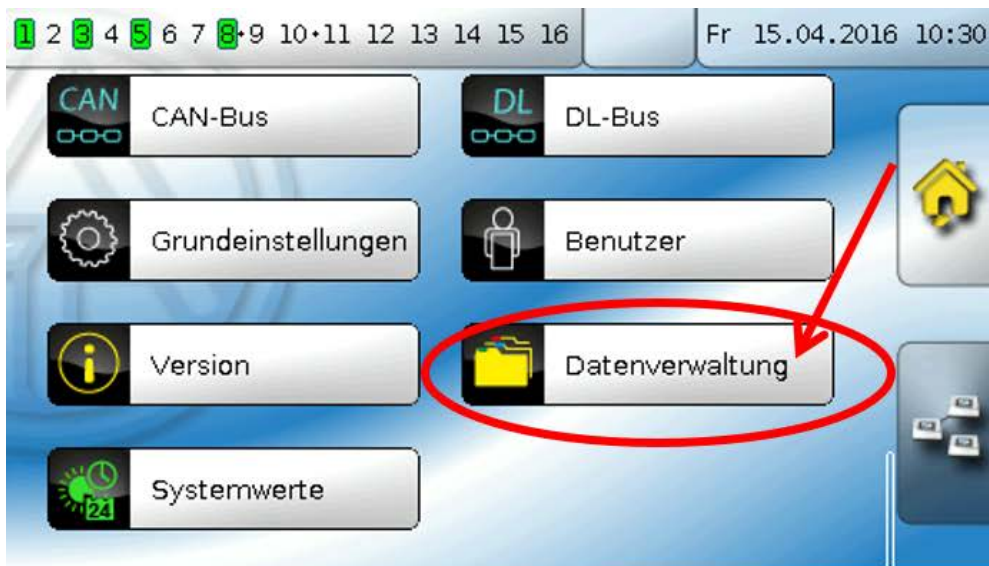 1 2 3 4 5 6 7 8•9 10•11 12 13 14 15 16 Fr 15.04.2016 10:30
CAN CAN-Bus
DL DL-Bus
Grundeinstellungen
Benutzer
Version
Datenverwaltung
24 Systemwerte